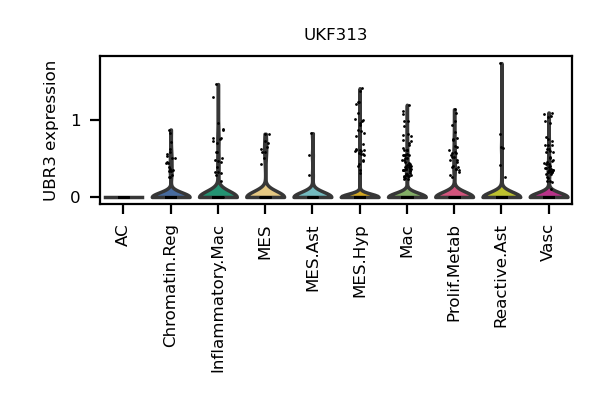 UKF313
UBR3 expression
1
0
AC
Chromatin.Reg
Inflammatory.Mac
MES
MES.Ast
MES.Hyp
Mac
Prolif.Metab
Reactive.Ast
Vasc